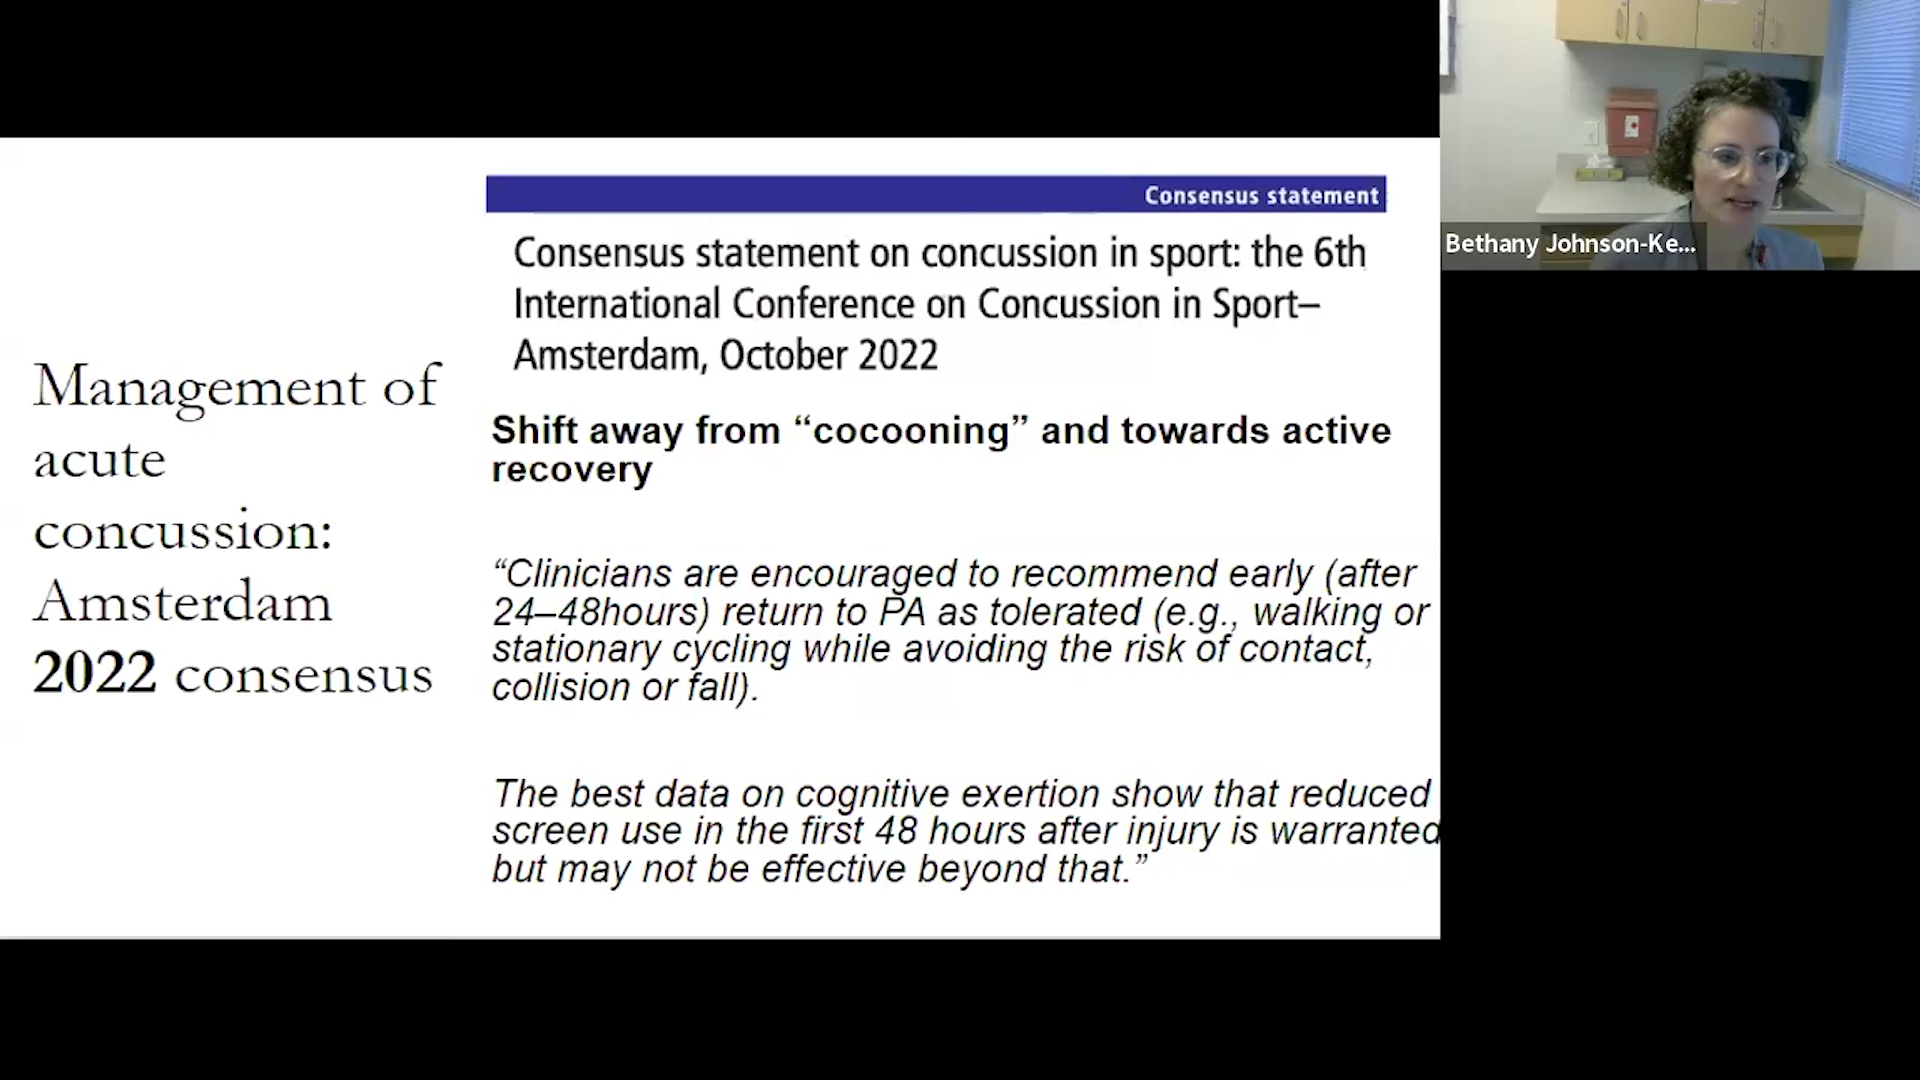 Management of
acute
concussion:
Amsterdam
2022 consensus
Consensus statement
Consensus statement on concussion in sport: the 6th
International Conference on Concussion in Sport–
Amsterdam, October 2022
Shift away from “cocooning” and towards active
recovery
“Clinicians are encouraged to recommend early (after
24–48hours) return to PA as tolerated (e.g., walking or
stationary cycling while avoiding the risk of contact,
collision or fall).
The best data on cognitive exertion show that reduced
screen use in the first 48 hours after injury is warranted
but may not be effective beyond that.”
Bethany Johnson-Ke...